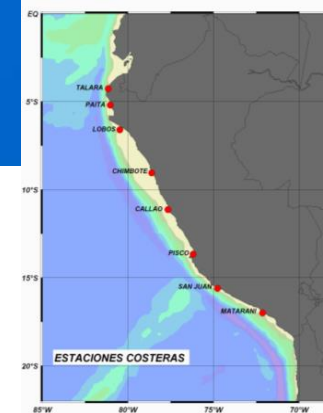 EQ
TALARA
5°S
PAITA
LOBOS
CHIMBOTE
10°S
CALLAO
PISCO
15°S
SAN JUAN
MATARANI
ESTACIONES COSTERAS
20°S
85°W 80°W 75°W 70°W